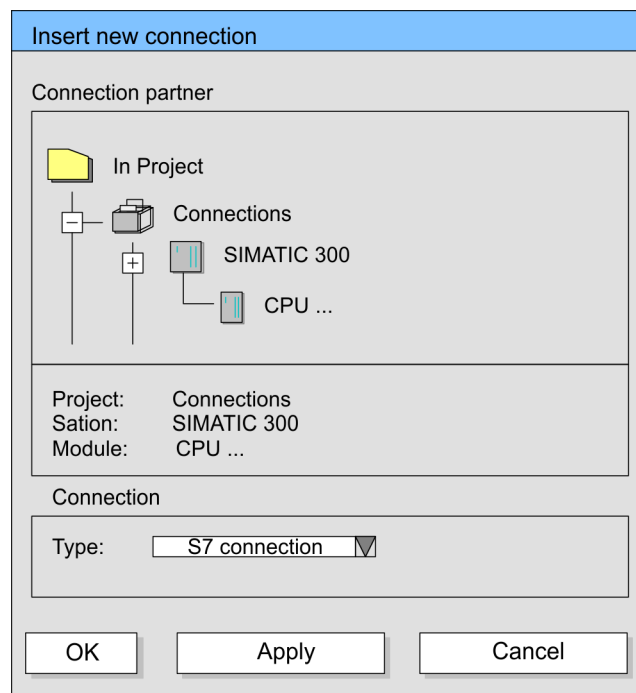 Insert new connection
Connection partner
In Project
Connections
SIMATIC 300
CPU ...
Project: Connections
Sation: SIMATIC 300
Module: CPU ...
Connection
Type: S7 connection
OK Apply Cancel